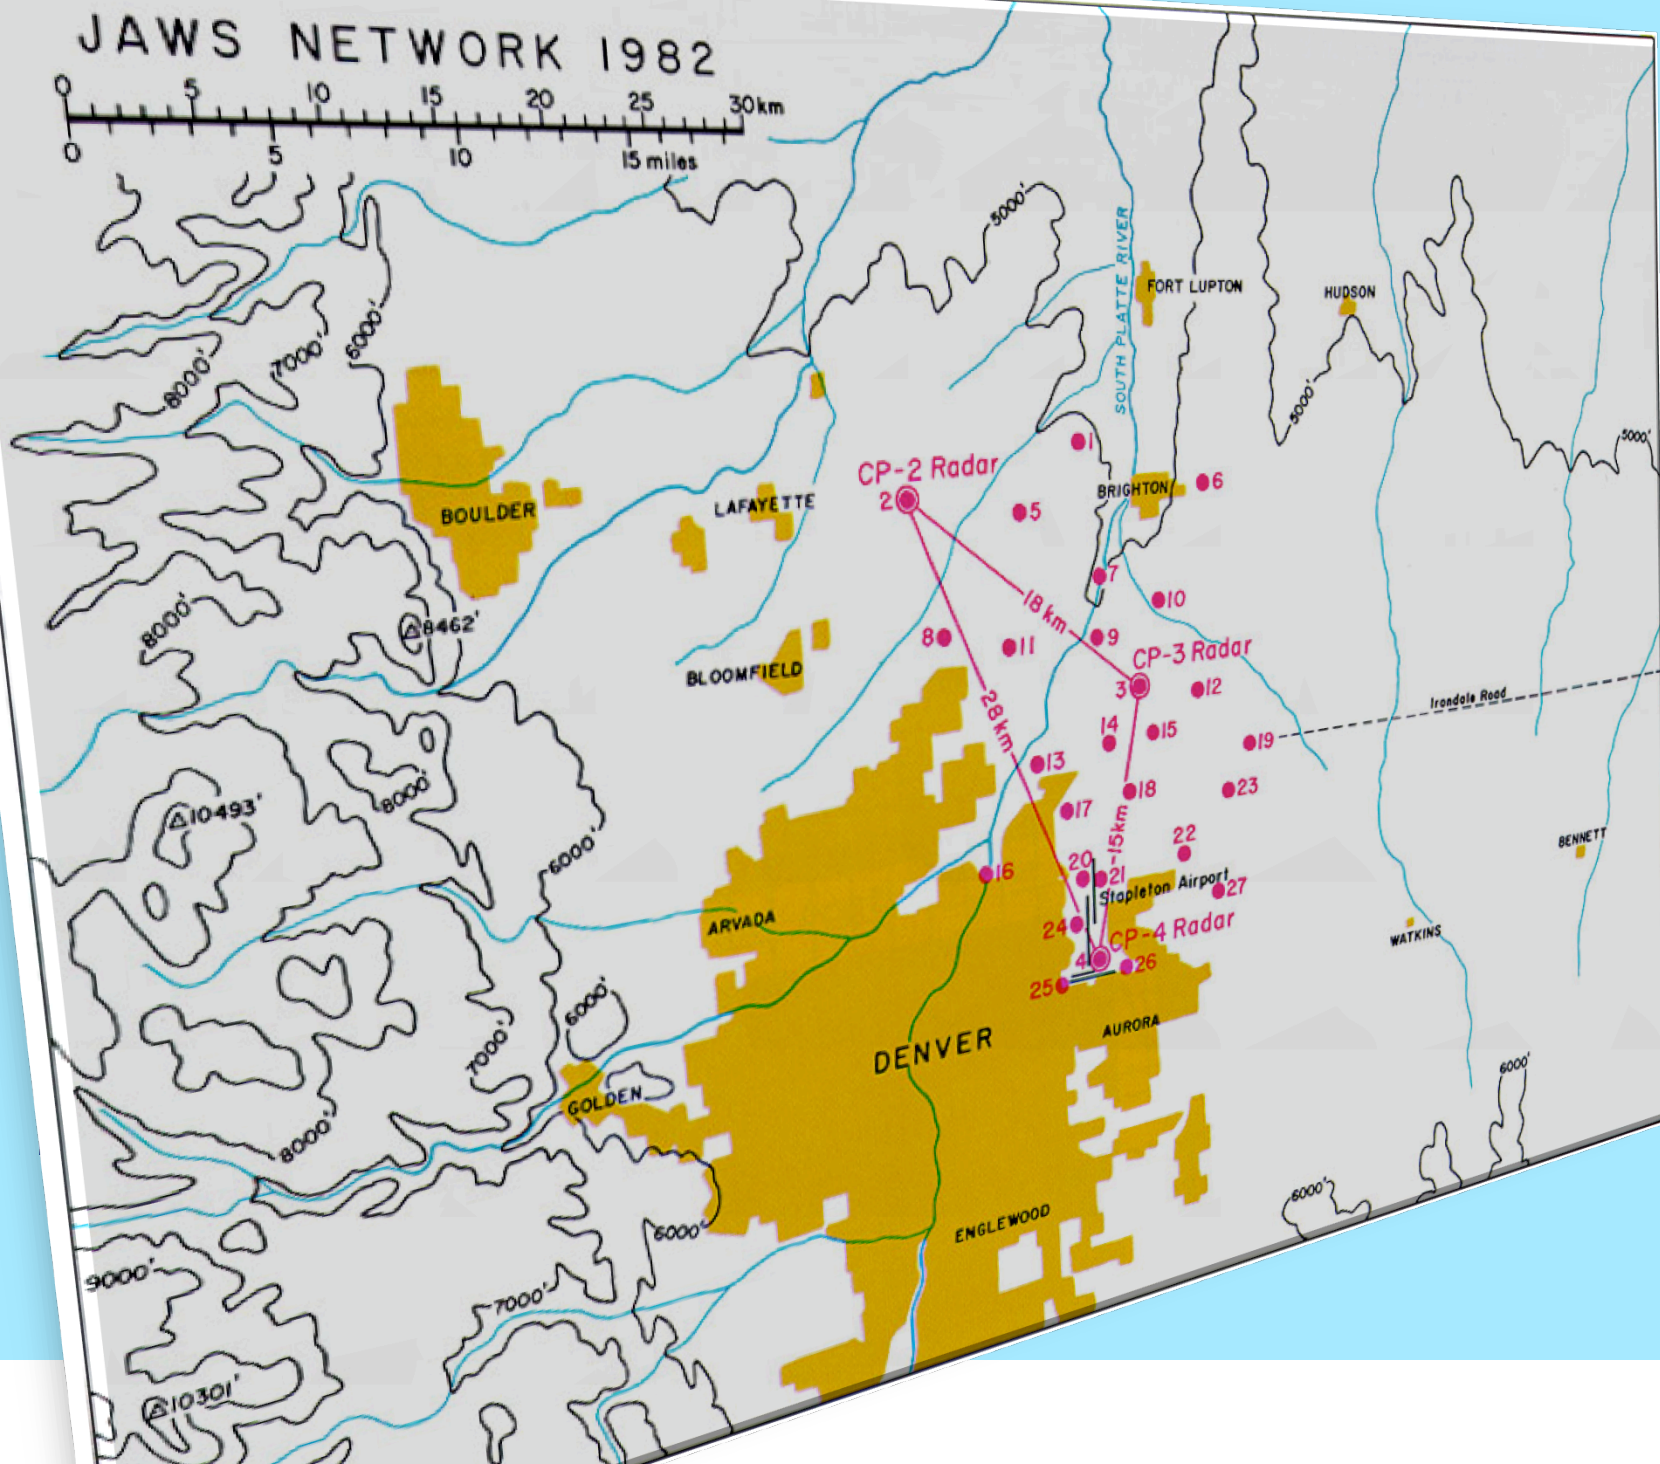 JAWS NETWORK 1982
0 5 10 15 20 25 30km
0 5 10 15 miles
5000'
SOUTH PLATTE RIVER
FORT LUPTON
HUDSON
8000'
7000'
6000'
5000'
5000'
1
CP-2 Radar
2
BRIGHTON
6
BOULDER
LAFAYETTE
5
7
18 km
10
8000'
8462'
8
11
9
CP-3 Radar
BLOOMFIELD
3
12
Irondale Road
28km
14
15
19
13
10493'
8000'
18
23
17
15km
22
BENNETT
6000'
16
20
21
Stapleton Airport
27
ARVADA
24
CP-4 Radar
WATKINS
4
26
25
6000'
7000'
DENVER
AURORA
GOLDEN
6000'
8000'
6000'
ENGLEWOOD
6000'
9000'
7000'
10301'